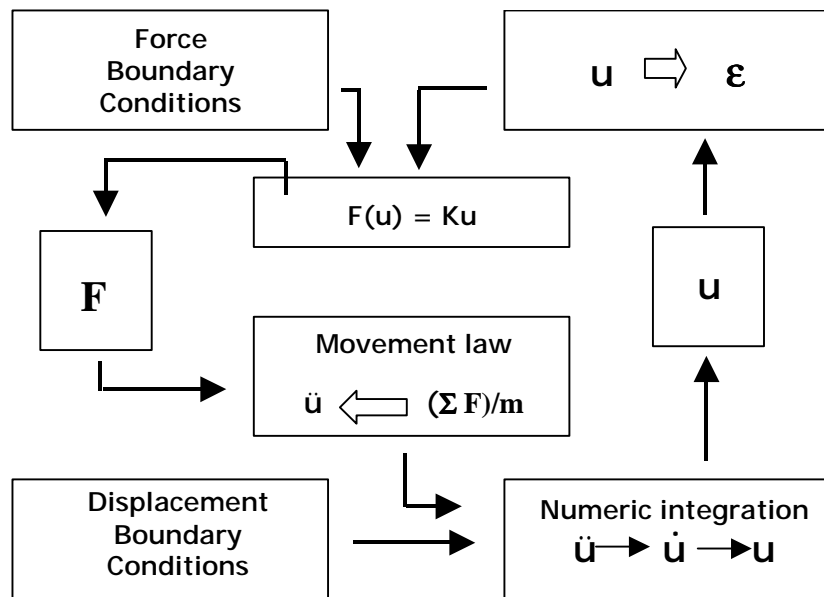 Force
Boundary
Conditions
u ⇨ ε
F(u) = Ku
F
u
Movement law
ü ⇦ (Σ F)/m
Displacement
Boundary
Conditions
Numeric integration
ü → u̇ → u